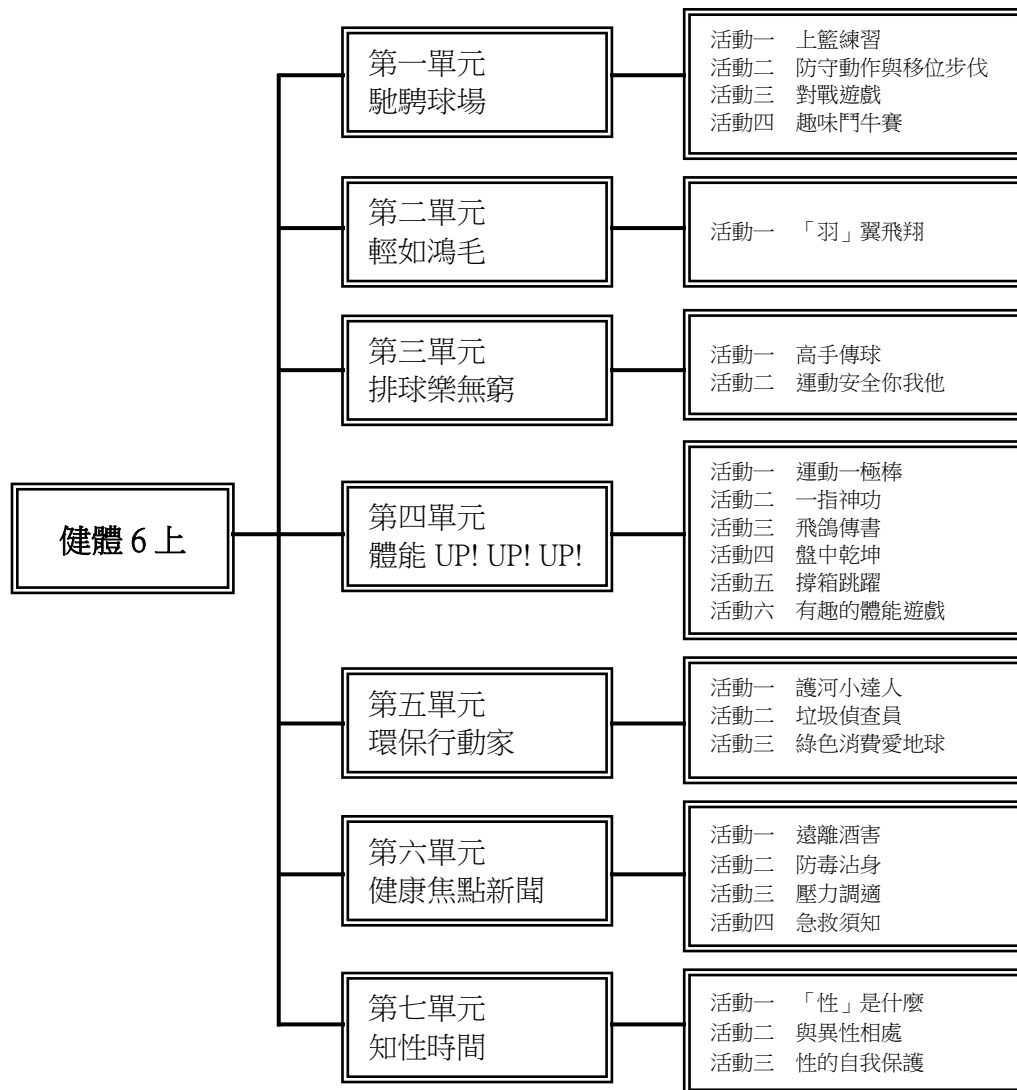 健體 6 上
第一單元
馳騁球場
活動一　上籃練習
活動二　防守動作與移位步伐
活動三　對戰遊戲
活動四　趣味鬥牛賽
第二單元
輕如鴻毛
活動一　「羽」翼飛翔
第三單元
排球樂無窮
活動一　高手傳球
活動二　運動安全你我他
第四單元
體能 UP! UP! UP!
活動一　運動一極棒
活動二　一指神功
活動三　飛鴿傳書
活動四　盤中乾坤
活動五　撐箱跳躍
活動六　有趣的體能遊戲
第五單元
環保行動家
活動一　護河小達人
活動二　垃圾偵查員
活動三　綠色消費愛地球
第六單元
健康焦點新聞
活動一　遠離酒害
活動二　防毒沾身
活動三　壓力調適
活動四　急救須知
第七單元
知性時間
活動一　「性」是什麼
活動二　與異性相處
活動三　性的自我保護